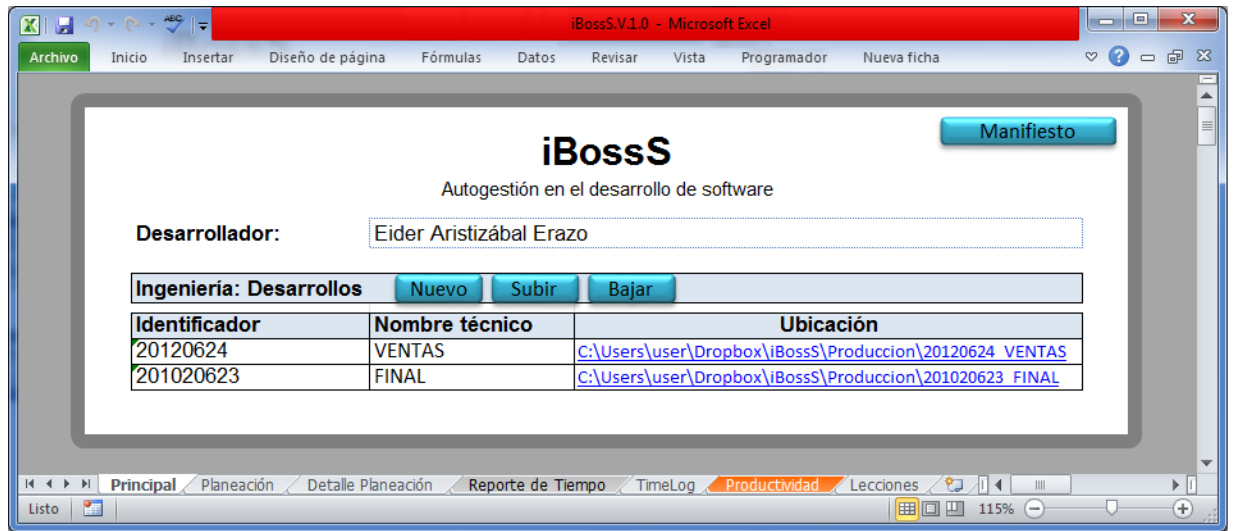 iBossS.V.1.0 - Microsoft Excel
Archivo Inicio Insertar Diseño de página Fórmulas Datos Revisar Vista Programador Nueva ficha
Manifiesto
iBossS
Autogestión en el desarrollo de software
Desarrollador: Eider Aristizábal Erazo
Ingeniería: Desarrollos Nuevo Subir Bajar
Identificador Nombre técnico Ubicación
20120624 VENTAS C:\Users\user\Dropbox\iBossS\Produccion\20120624_VENTAS
201020623 FINAL C:\Users\user\Dropbox\iBossS\Produccion\201020623_FINAL
Principal Planeación Detalle Planeación Reporte de Tiempo TimeLog Productividad Lecciones
Listo 115%